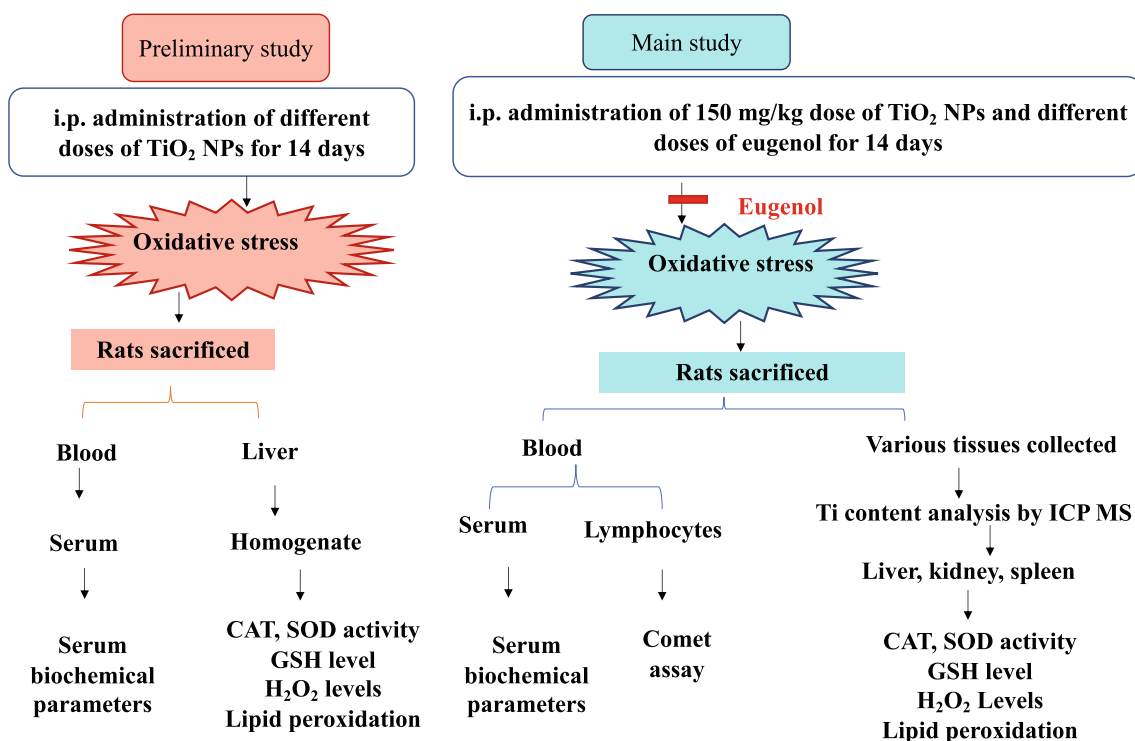 Preliminary study
i.p. administration of different
doses of TiO₂ NPs for 14 days
Oxidative stress
Rats sacrificed
Blood
Liver
Serum
Homogenate
Serum
biochemical
parameters
CAT, SOD activity
GSH level
H₂O₂ levels
Lipid peroxidation
Main study
i.p. administration of 150 mg/kg dose of TiO₂ NPs and different
doses of eugenol for 14 days
Eugenol
Oxidative stress
Rats sacrificed
Blood
Various tissues collected
Serum
Lymphocytes
Ti content analysis by ICP MS
Liver, kidney, spleen
Serum
biochemical
parameters
Comet
assay
CAT, SOD activity
GSH level
H₂O₂ Levels
Lipid peroxidation